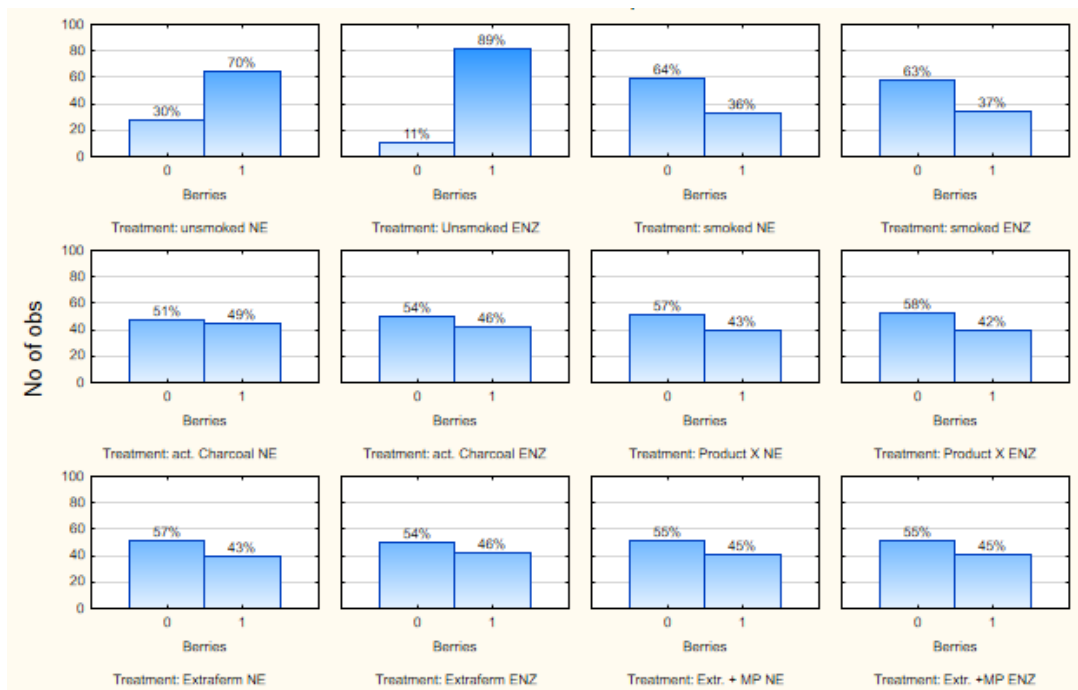 100
80
60
40
20
0
30%
70%
0 1
Berries
Treatment: unsmoked NE
11%
89%
0 1
Berries
Treatment: Unsmoked ENZ
64%
36%
0 1
Berries
Treatment: smoked NE
63%
37%
0 1
Berries
Treatment: smoked ENZ
No of obs
100
80
60
40
20
0
51%
49%
0 1
Berries
Treatment: act. Charcoal NE
54%
46%
0 1
Berries
Treatment: act. Charcoal ENZ
57%
43%
0 1
Berries
Treatment: Product X NE
58%
42%
0 1
Berries
Treatment: Product X ENZ
100
80
60
40
20
0
57%
43%
0 1
Berries
Treatment: Extraferm NE
54%
46%
0 1
Berries
Treatment: Extraferm ENZ
55%
45%
0 1
Berries
Treatment: Extr. + MP NE
55%
45%
0 1
Berries
Treatment: Extr. +MP ENZ